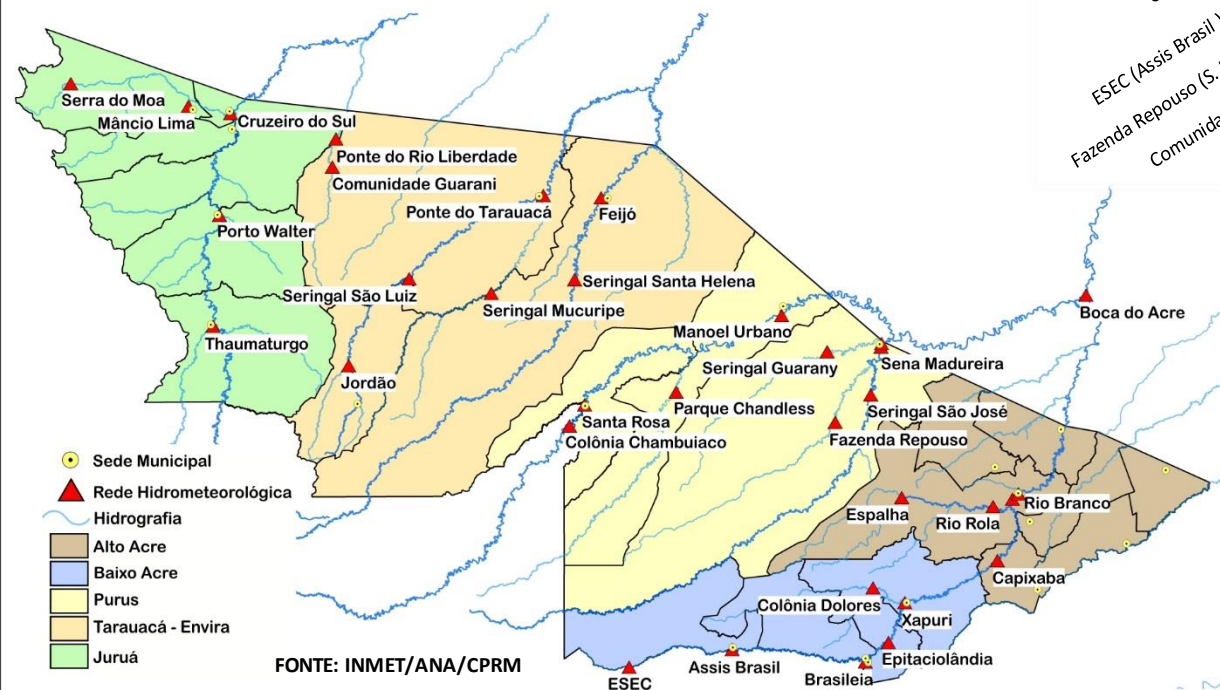 ESEC (Assis Brasil )
Fazenda Repouso (S.
Comunida
Serra do Moa
Mâncio Lima
Cruzeiro do Sul
Ponte do Rio Liberdade
Comunidade Guarani
Ponte do Tarauacá
Feijó
Porto Walter
Seringal São Luiz
Seringal Mucuripe
Seringal Santa Helena
Manoel Urbano
Boca do Acre
Thaumaturgo
Jordão
Seringal Guarany
Sena Madureira
Parque Chandless
Seringal São José
Santa Rosa
Colônia Chambuiaco
Fazenda Repouso
Espalha
Rio Rola
Rio Branco
Capixaba
Colônia Dolores
Xapuri
Epitaciolândia
Assis Brasil
Brasileia
ESEC
Sede Municipal
Rede Hidrometeorológica
Hidrografia
Alto Acre
Baixo Acre
Purus
Tarauacá - Envira
Juruá
FONTE: INMET/ANA/CPRM